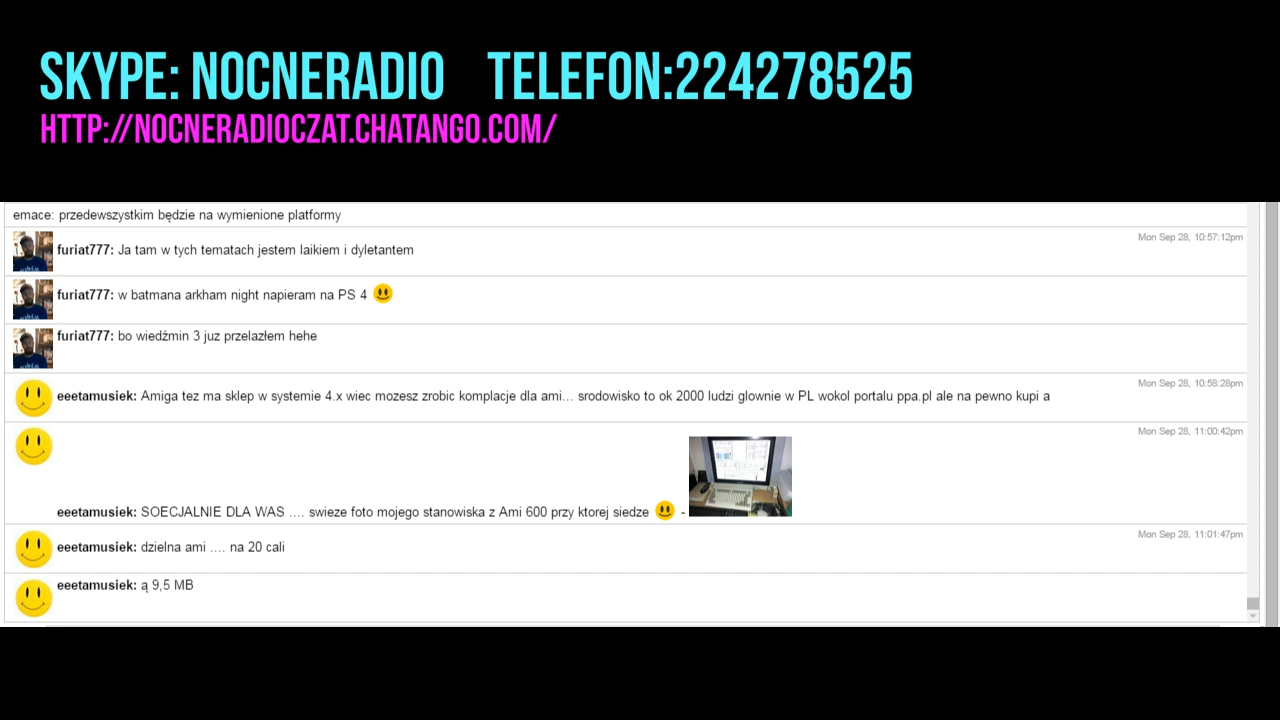 SKYPE: NOCNERADIO TELEFON:224278525
HTTP://NOCNERADIOCZAT.CHATANGO.COM/
emace: przedewszystkim będzie na wymienione platformy
Mon Sep 28, 10:57:12pm
furiat777: Ja tam w tych tematach jestem laikiem i dyletantem
furiat777: w batmana arkham night napieram na PS 4
furiat777: bo wiedźmin 3 juz przelazłem hehe
Mon Sep 28, 10:58:28pm
eeetamusiek: Amiga tez ma sklep w systemie 4.x wiec mozesz zrobic komplacje dla ami... srodowisko to ok 2000 ludzi glownie w PL wokol portalu ppa.pl ale na pewno kupi a
Mon Sep 28, 11:00:42pm
eeetamusiek: SOECJALNIE DLA WAS .... swieze foto mojego stanowiska z Ami 600 przy ktorej siedze -
Mon Sep 28, 11:01:47pm
eeetamusiek: dzielna ami .... na 20 cali
eeetamusiek: ą 9,5 MB